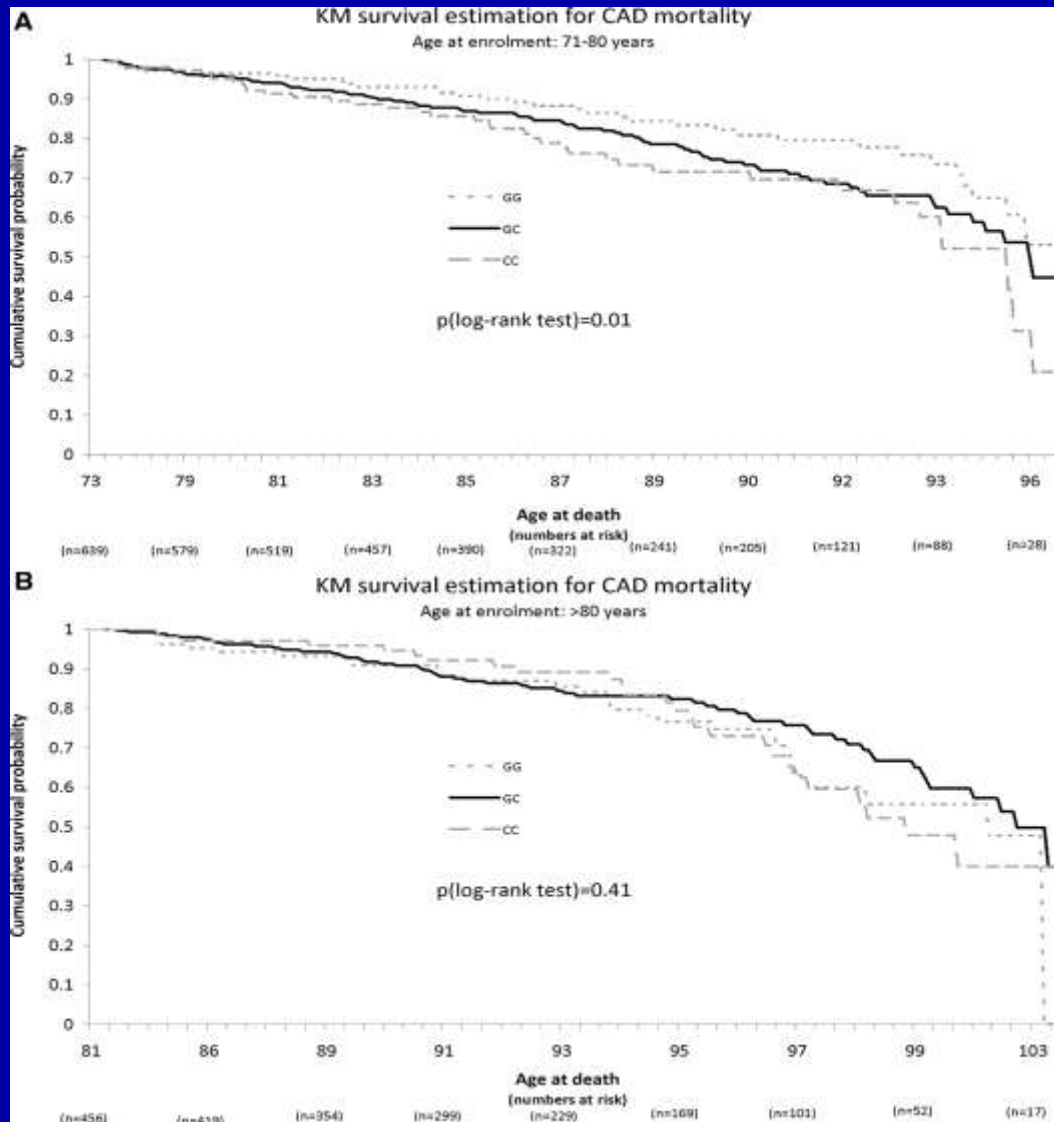 A
KM survival estimation for CAD mortality
Age at enrolment: 71-80 years
Cumulative survival probability
1
0.9
0.8
0.7
0.6
0.5
0.4
0.3
0.2
0.1
0
GG
GC
CC
p(log-rank test)=0.01
73 79 81 83 85 87 89 90 91 92 93 96
Age at death
(numbers at risk)
(n=639) (n=579) (n=519) (n=457) (n=390) (n=322) (n=241) (n=205) (n=121) (n=88) (n=28)
B
KM survival estimation for CAD mortality
Age at enrolment: >80 years
Cumulative survival probability
1
0.9
0.8
0.7
0.6
0.5
0.4
0.3
0.2
0.1
0
GG
GC
CC
p(log-rank test)=0.41
81 86 89 91 93 95 97 99 103
Age at death
(numbers at risk)
(n=456) (n=419) (n=354) (n=299) (n=229) (n=169) (n=101) (n=52) (n=17)